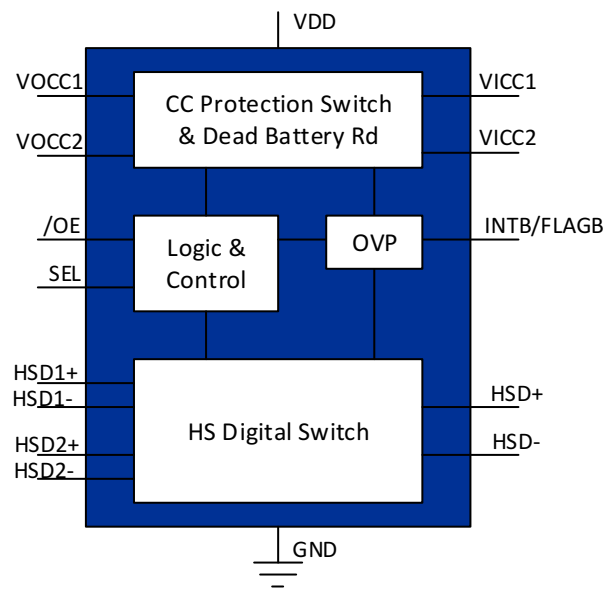 VDD
VOCC1
VICC1
CC Protection Switch
& Dead Battery Rd
VOCC2
VICC2
/OE
Logic &
Control
OVP
INTB/FLAGB
SEL
HSD1+
HSD1-
HS Digital Switch
HSD+
HSD2+
HSD-
HSD2-
GND